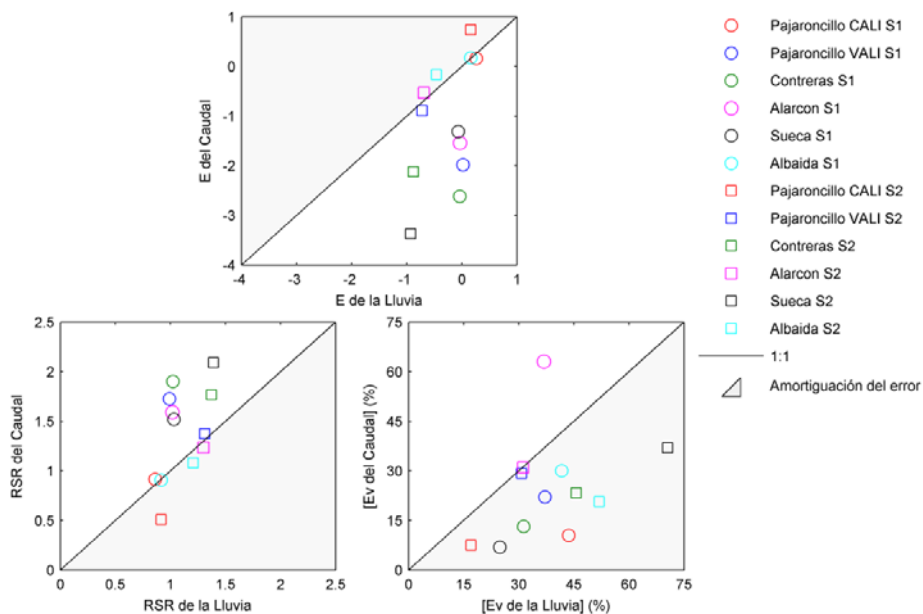 1
0
-1
-2
-3
-4
E del Caudal
-4
-3
-2
-1
0
1
E de la Lluvia
Pajaroncillo CALI S1
Pajaroncillo VALI S1
Contreras S1
Alarcon S1
Sueca S1
Albaida S1
Pajaroncillo CALI S2
Pajaroncillo VALI S2
Contreras S2
Alarcon S2
Sueca S2
Albaida S2
1:1
Amortiguación del error
2.5
2
1.5
1
0.5
0
RSR del Caudal
0
0.5
1
1.5
2
2.5
RSR de la Lluvia
75
60
45
30
15
0
[Ev del Caudal] (%)
0
15
30
45
60
75
[Ev de la Lluvia] (%)